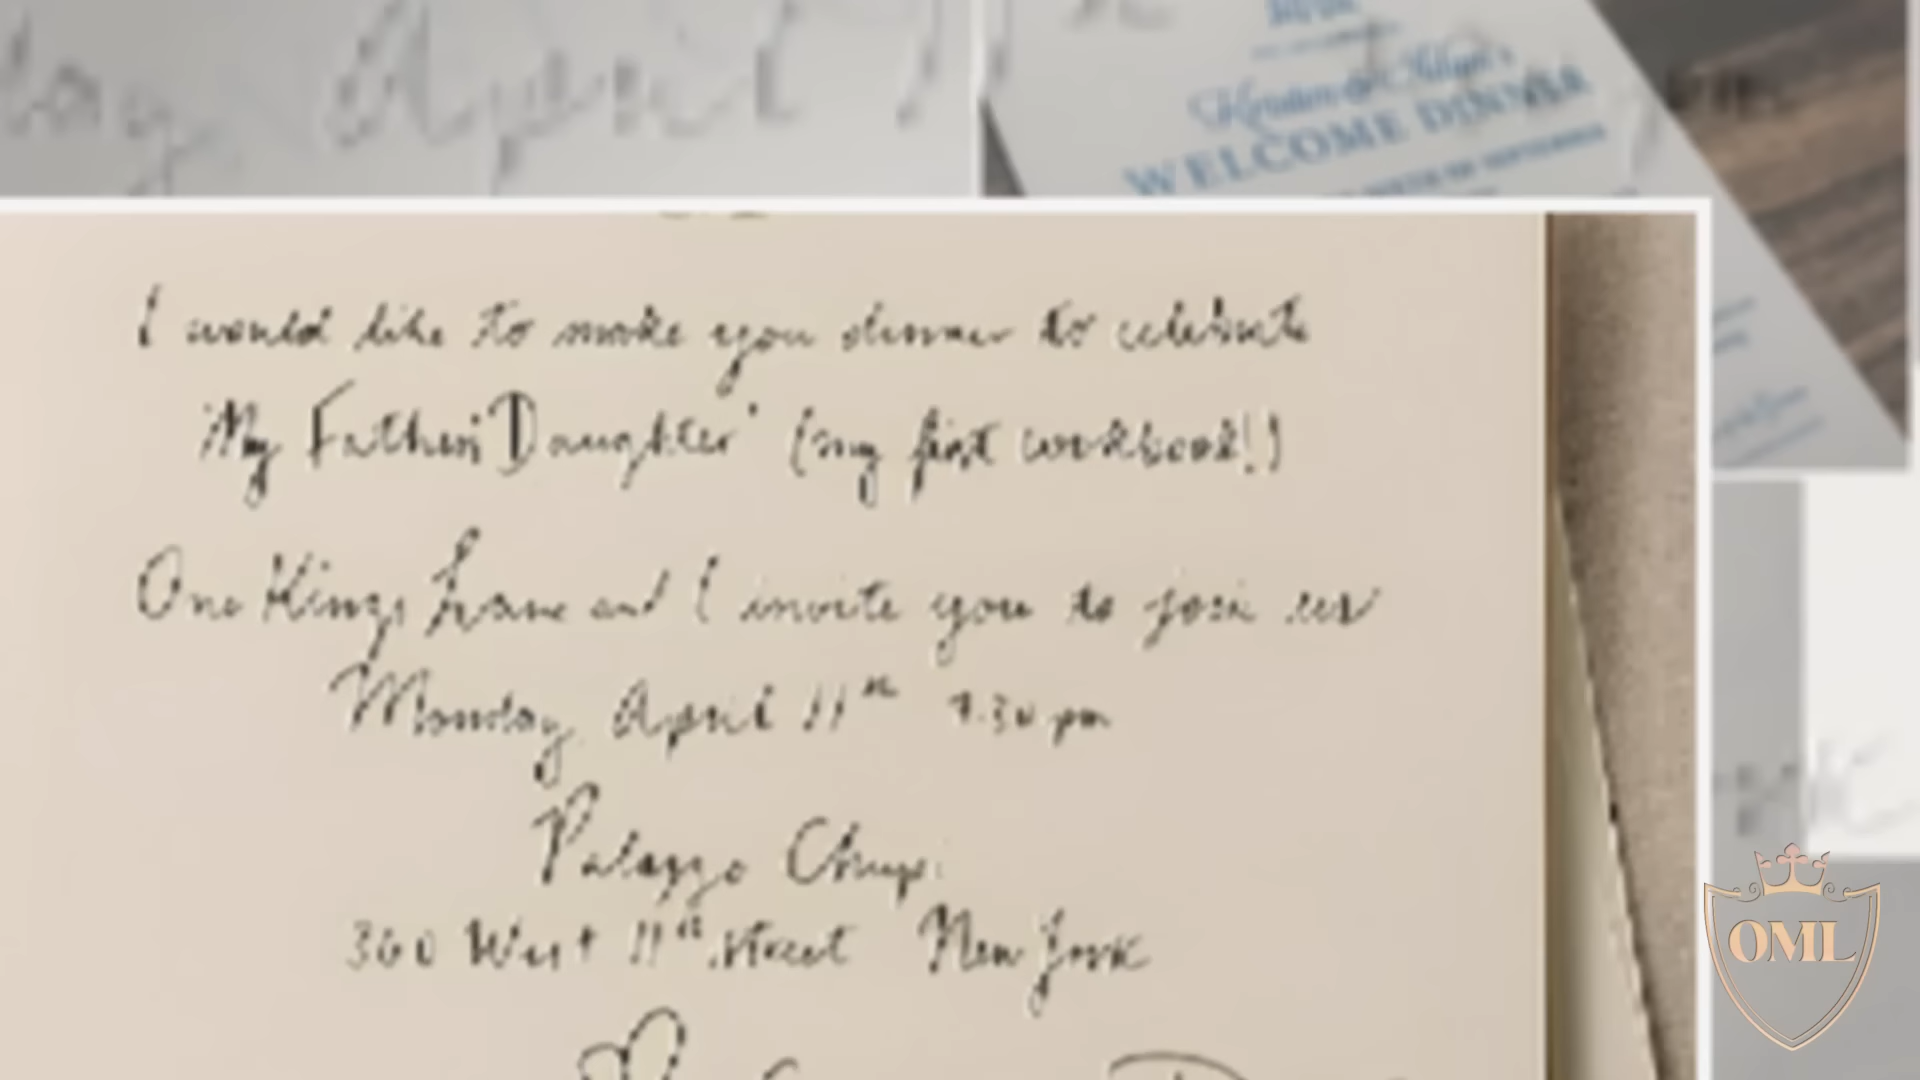 April
WELCOME DINNER
I would like to make you dinner to celebrate
My Father's Daughter' (my first cookbook!)
One Kings Lane and I invite you to join us
Monday April 11th 7.30 pm
Palazzo Chupi
360 West 11th street New York
OML